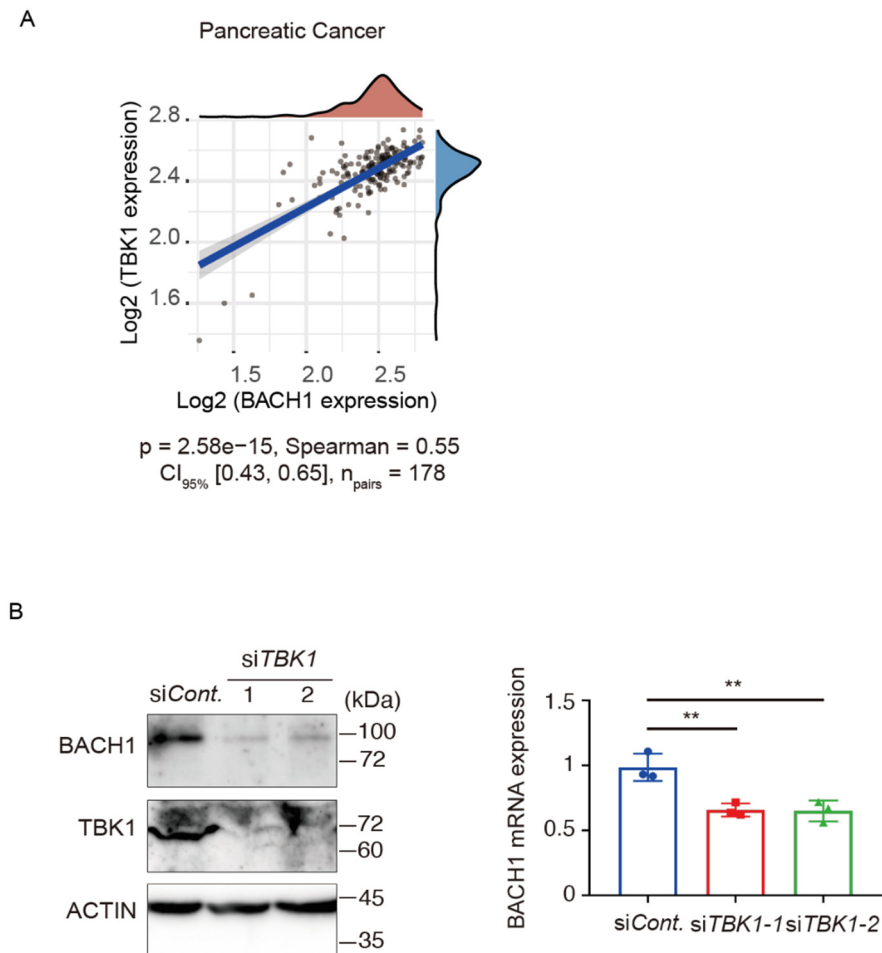 A
Pancreatic Cancer
2.8
2.4
2.0
1.6
Log2 (TBK1 expression)
1.5 2.0 2.5
Log2 (BACH1 expression)
p = 2.58e−15, Spearman = 0.55
CI95% [0.43, 0.65], npairs = 178
B
siTBK1
siCont. 1 2 (kDa)
BACH1
100
72
TBK1
72
60
ACTIN
45
35
BACH1 mRNA expression
1.5
1
0.5
0
**
**
siCont. siTBK1-1 siTBK1-2